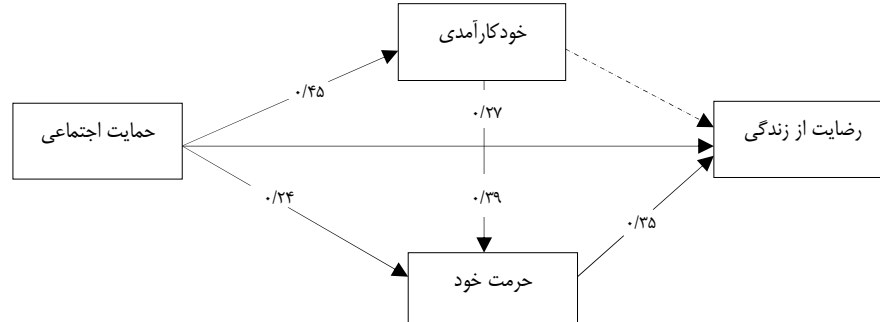 خودکارآمدی
۰/۴۵
۰/۲۷
حمایت اجتماعی
رضایت از زندگی
۰/۲۴
۰/۳۹
۰/۳۵
حرمت خود